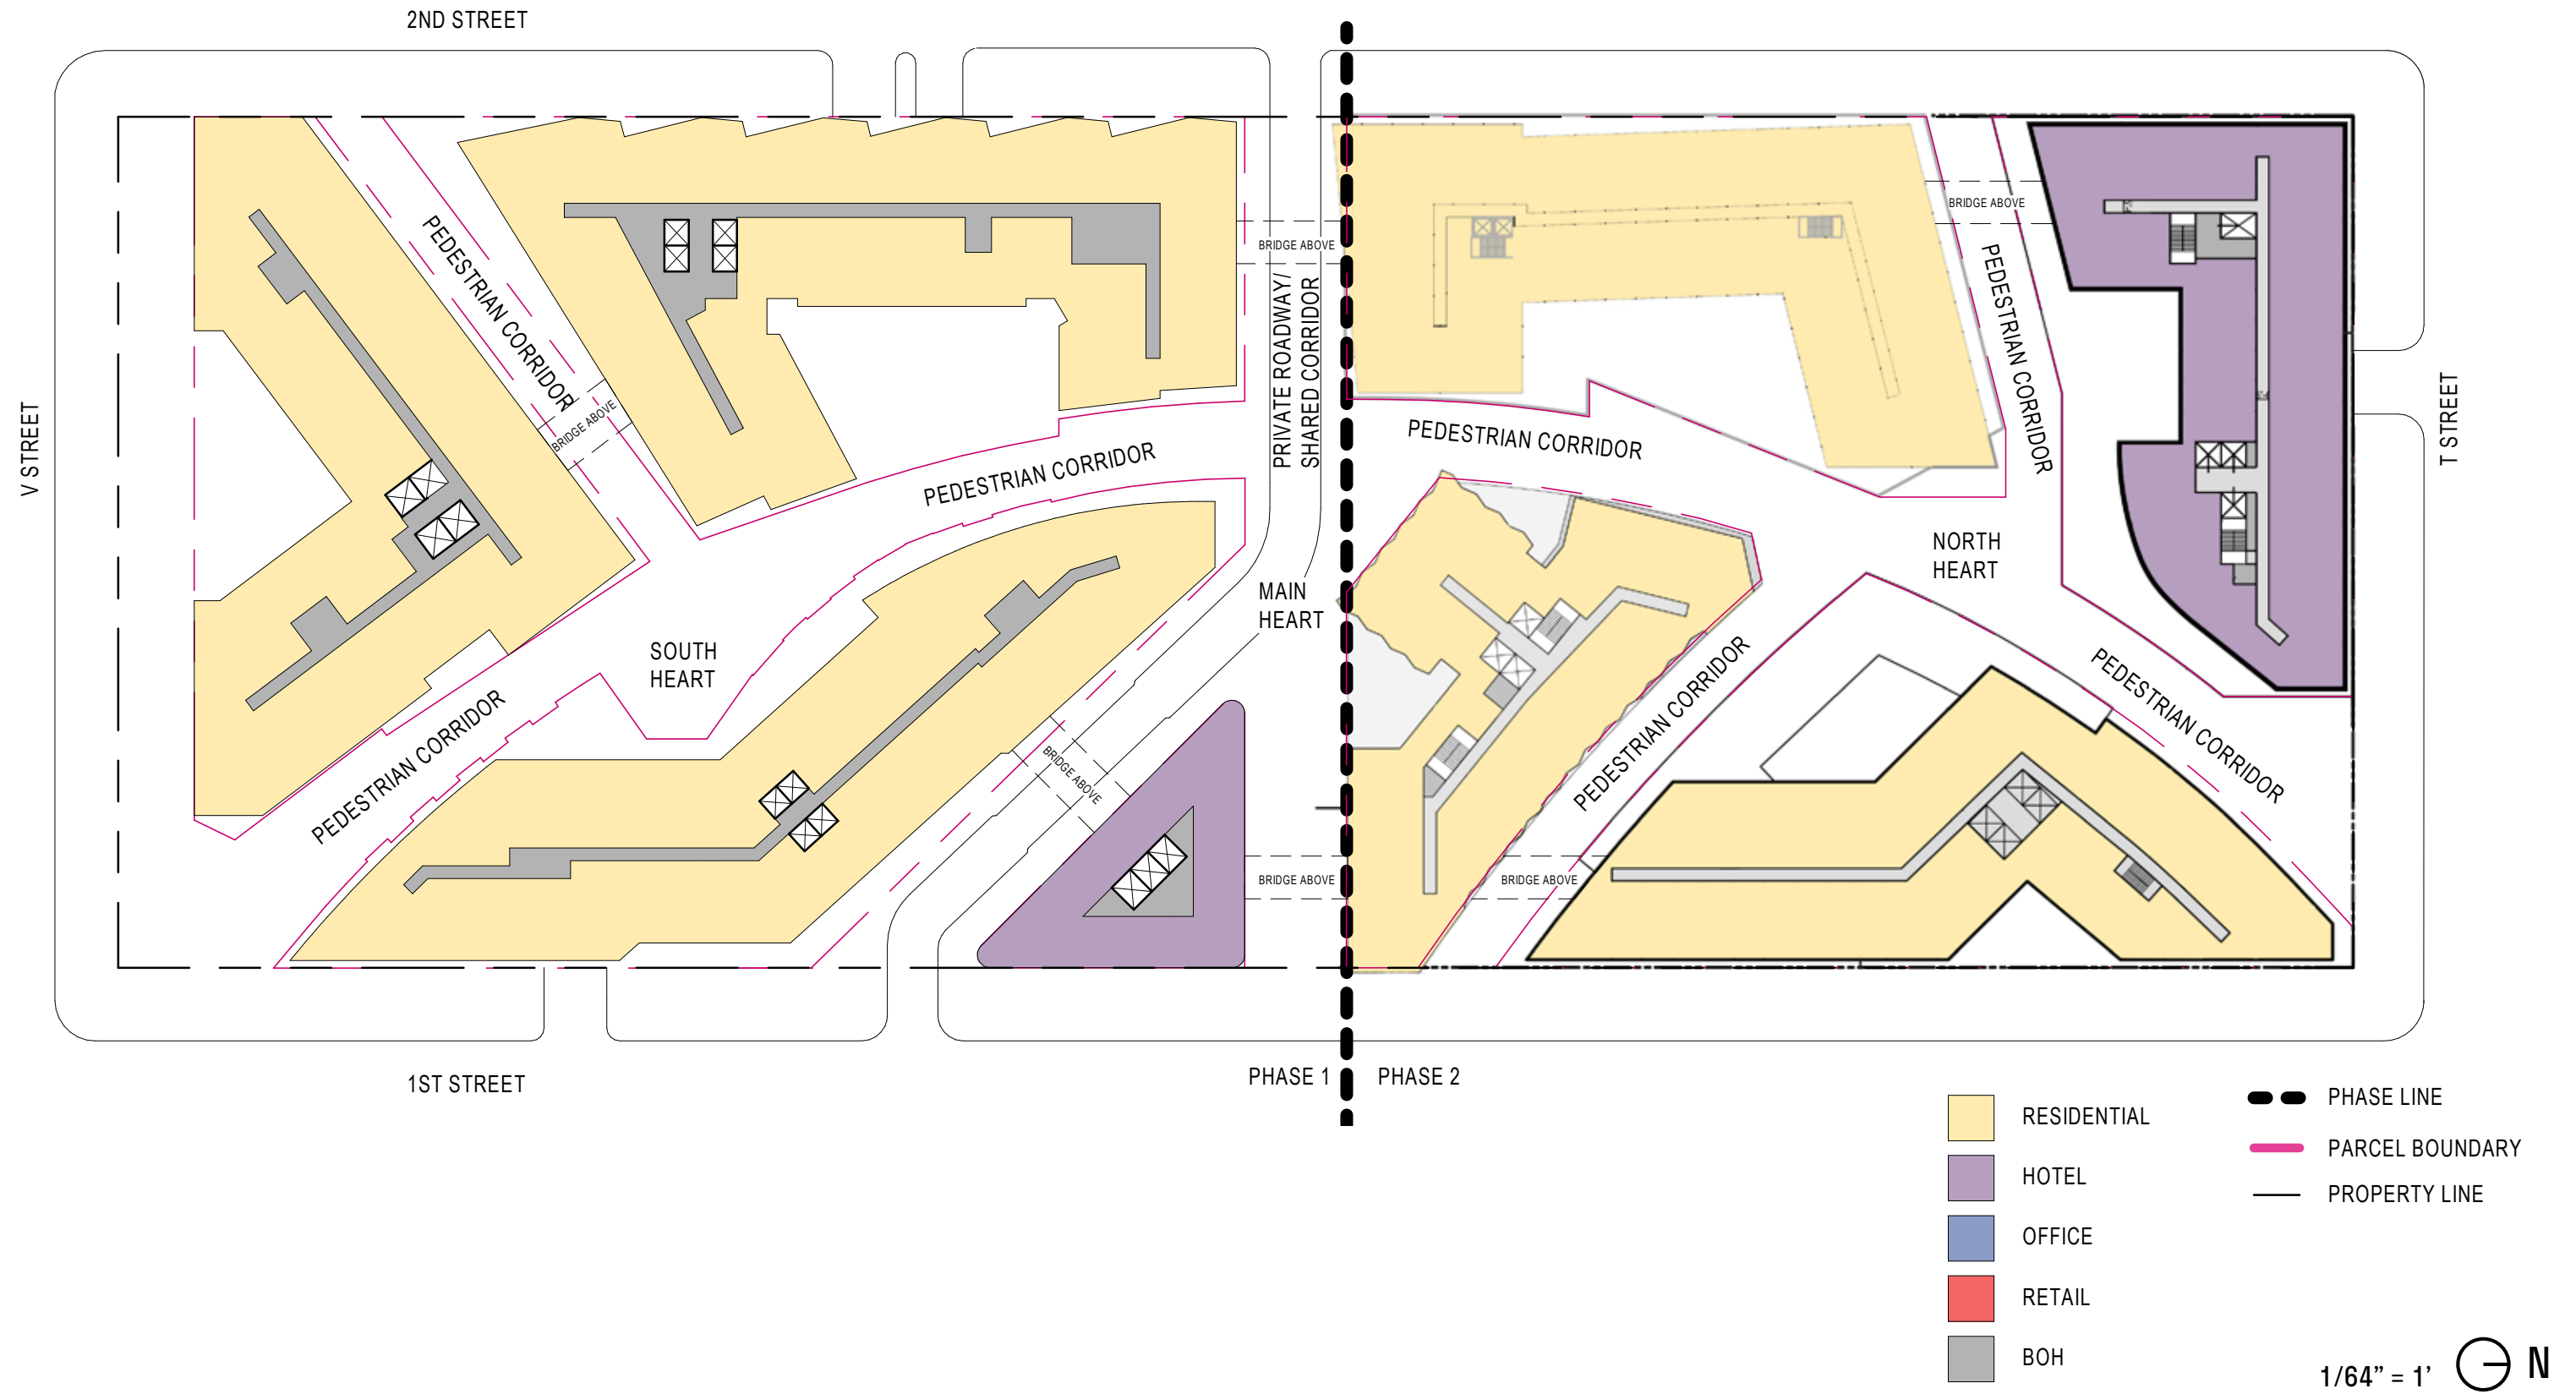 2ND STREET
V STREET
PEDESTRIAN CORRIDOR
BRIDGE ABOVE
PEDESTRIAN CORRIDOR
BRIDGE ABOVE
PRIVATE ROADWAY/
SHARED CORRIDOR
PEDESTRIAN CORRIDOR
BRIDGE ABOVE
PEDESTRIAN CORRIDOR
T STREET
SOUTH
HEART
MAIN
HEART
NORTH
HEART
PEDESTRIAN CORRIDOR
BRIDGE ABOVE
BRIDGE ABOVE
PEDESTRIAN CORRIDOR
BRIDGE ABOVE
PEDESTRIAN CORRIDOR
1ST STREET
PHASE 1
PHASE 2
RESIDENTIAL
HOTEL
OFFICE
RETAIL
BOH
PHASE LINE
PARCEL BOUNDARY
PROPERTY LINE
1/64” = 1’
N